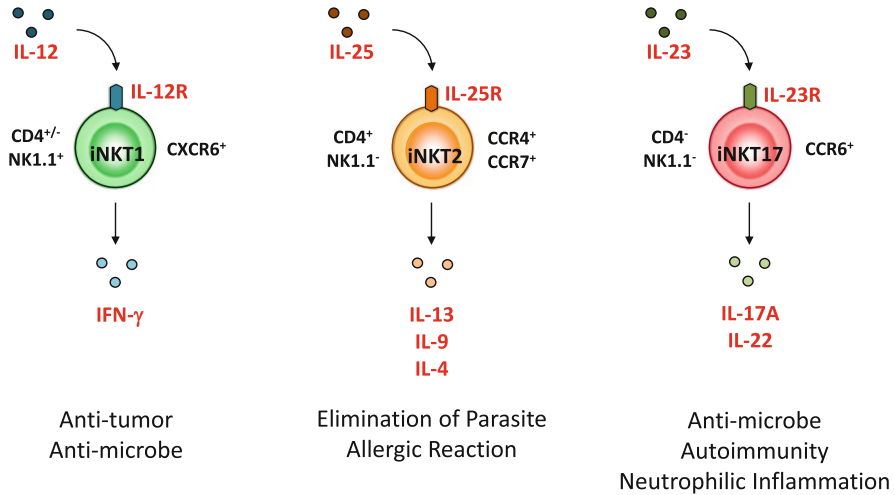 IL-12
IL-12R
CD4+/-
NK1.1+
iNKT1
CXCR6+
IFN-γ
Anti-tumor
Anti-microbe
IL-25
IL-25R
CD4+
NK1.1-
iNKT2
CCR4+
CCR7+
IL-13
IL-9
IL-4
Elimination of Parasite
Allergic Reaction
IL-23
IL-23R
CD4-
NK1.1-
iNKT17
CCR6+
IL-17A
IL-22
Anti-microbe
Autoimmunity
Neutrophilic Inflammation